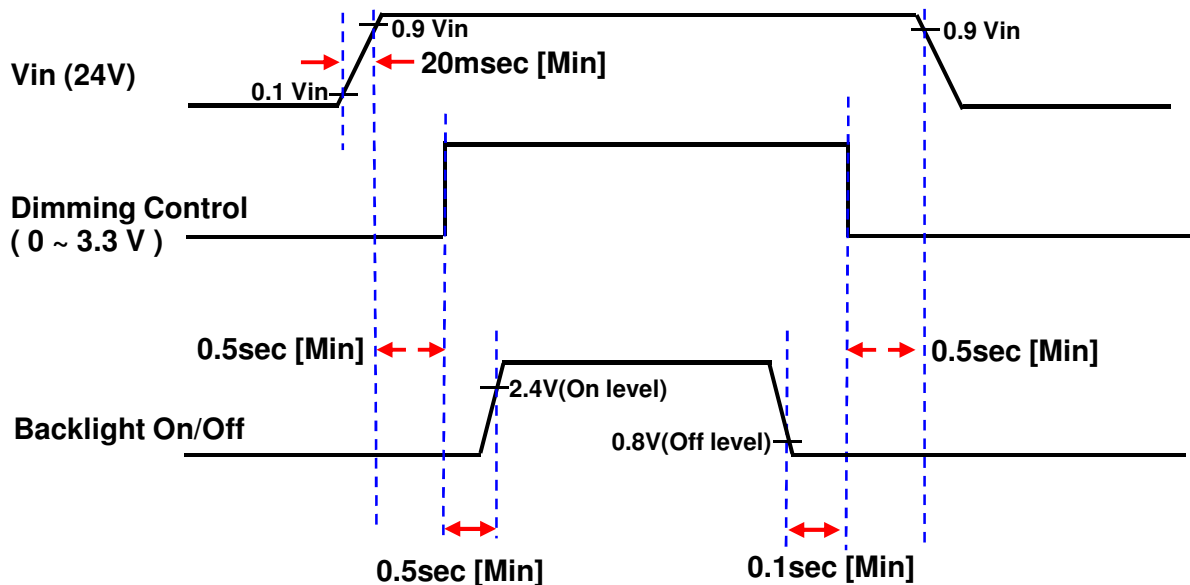 0.9 Vin
0.9 Vin
Vin (24V)
20msec [Min]
0.1 Vin
Dimming Control
( 0 ~ 3.3 V )
0.5sec [Min]
0.5sec [Min]
2.4V(On level)
Backlight On/Off
0.8V(Off level)
0.5sec [Min]
0.1sec [Min]